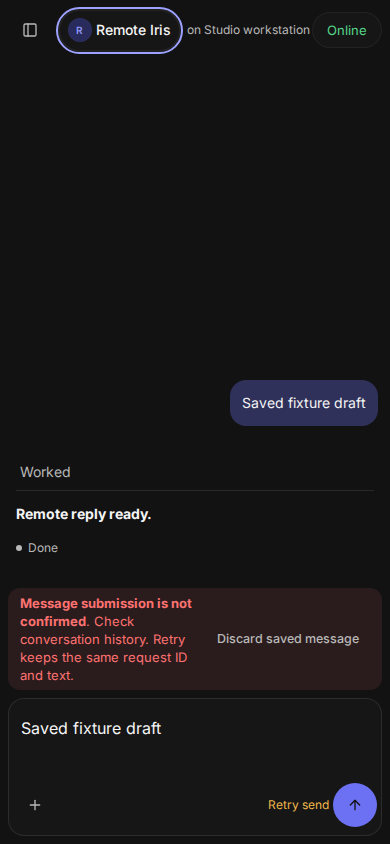 R Remote Iris on Studio workstation Online
Saved fixture draft
Worked
Remote reply ready.
Done
Message submission is not
confirmed. Check
conversation history. Retry
keeps the same request ID
and text.
Discard saved message
Saved fixture draft
Retry send